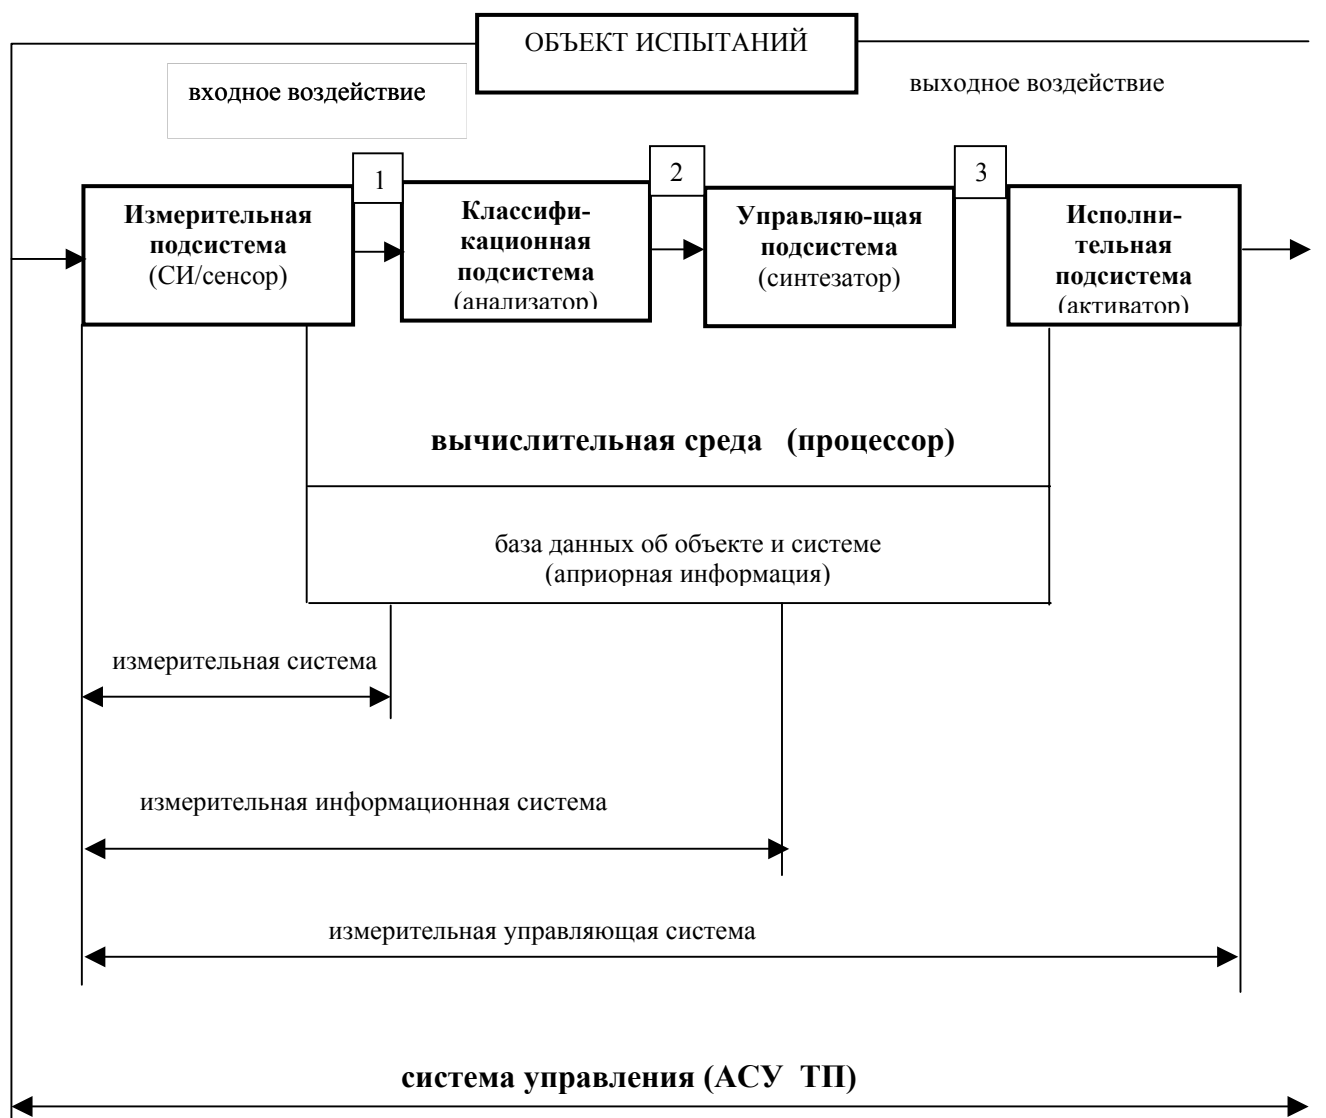 ОБЪЕКТ ИСПЫТАНИЙ
входное воздействие
выходное воздействие
1
2
3
Измерительная
подсистема
(СИ/сенсор)
Классифи-
кационная
подсистема
(анализатор)
Управляю-щая
подсистема
(синтезатор)
Исполни-
тельная
подсистема
(активатор)
вычислительная среда (процессор)
база данных об объекте и системе
(априорная информация)
измерительная система
измерительная информационная система
измерительная управляющая система
система управления (АСУ ТП)